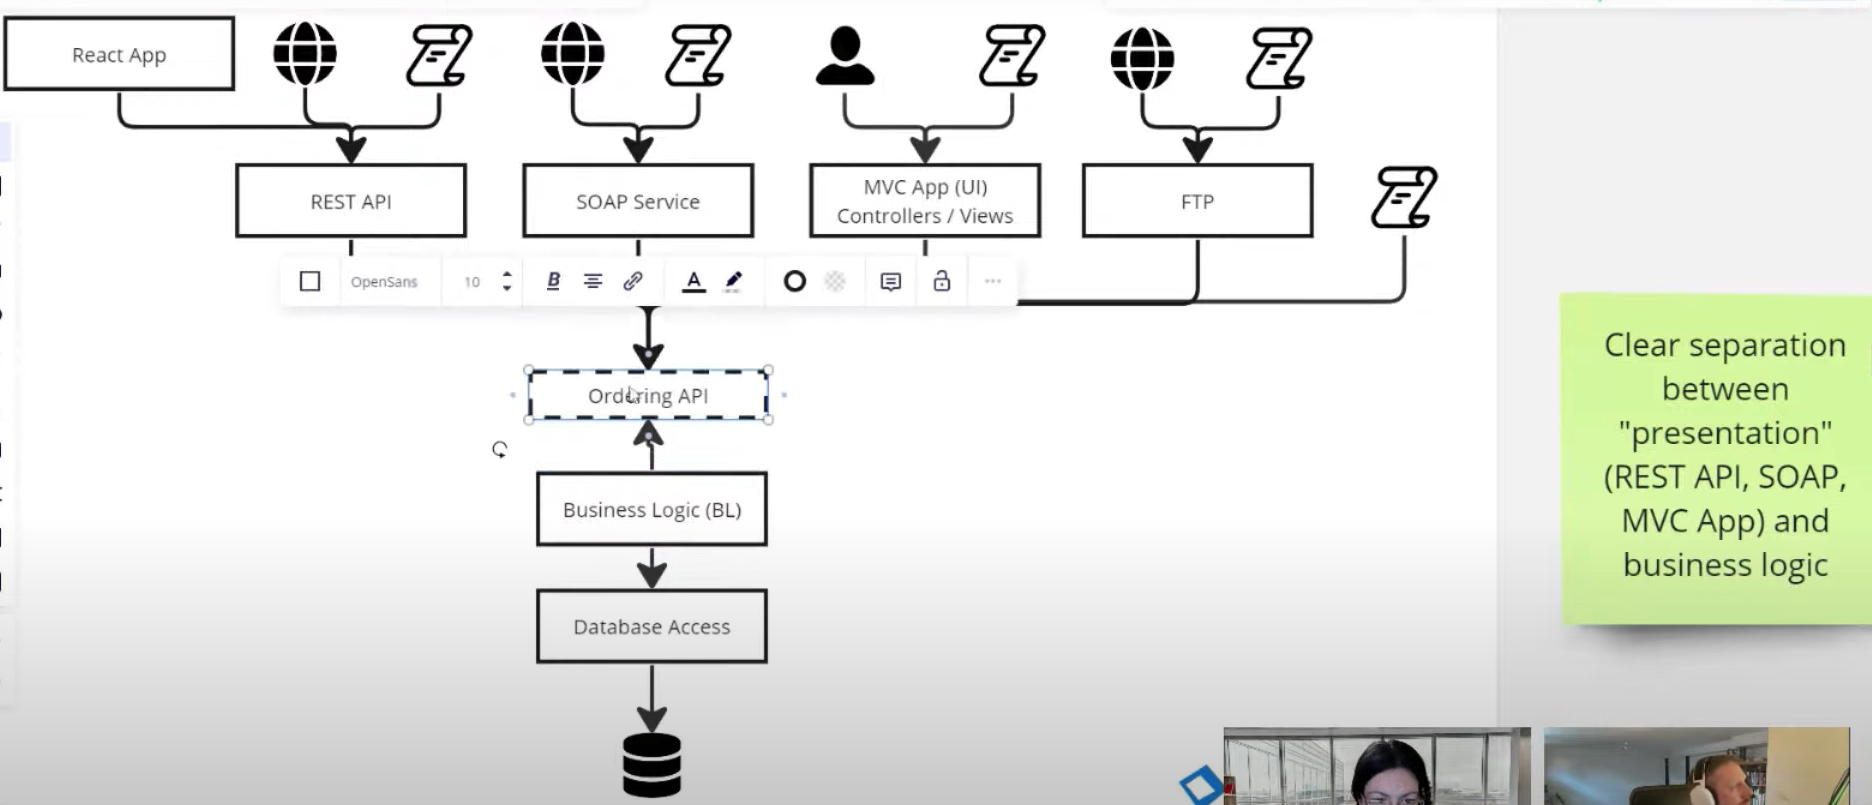 React App
REST API
SOAP Service
MVC App (UI)
Controllers / Views
FTP
OpenSans
10
B
A
Ordering API
Business Logic (BL)
Database Access
Clear separation
between
"presentation"
(REST API, SOAP,
MVC App) and
business logic